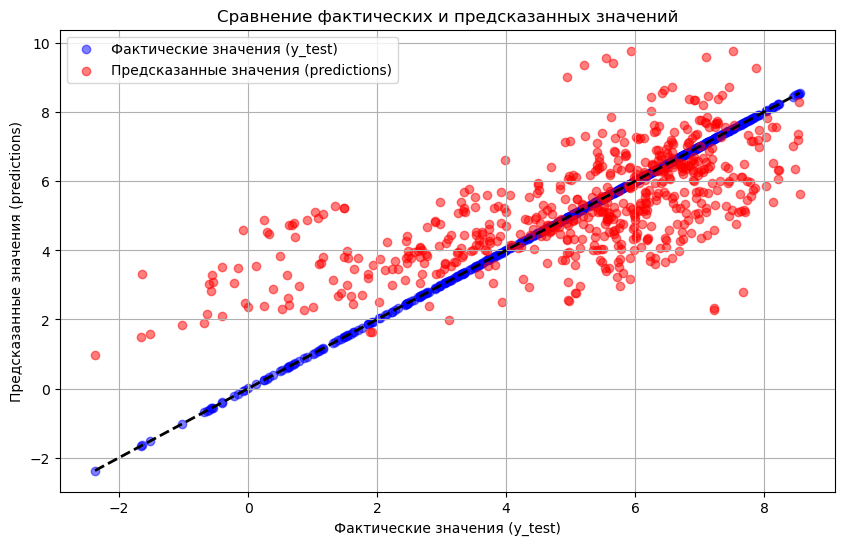 Сравнение фактических и предсказанных значений
Фактические значения (y_test)
Предсказанные значения (predictions)
Предсказанные значения (predictions)
10
8
6
4
2
0
−2
−2
0
2
4
6
8
Фактические значения (y_test)